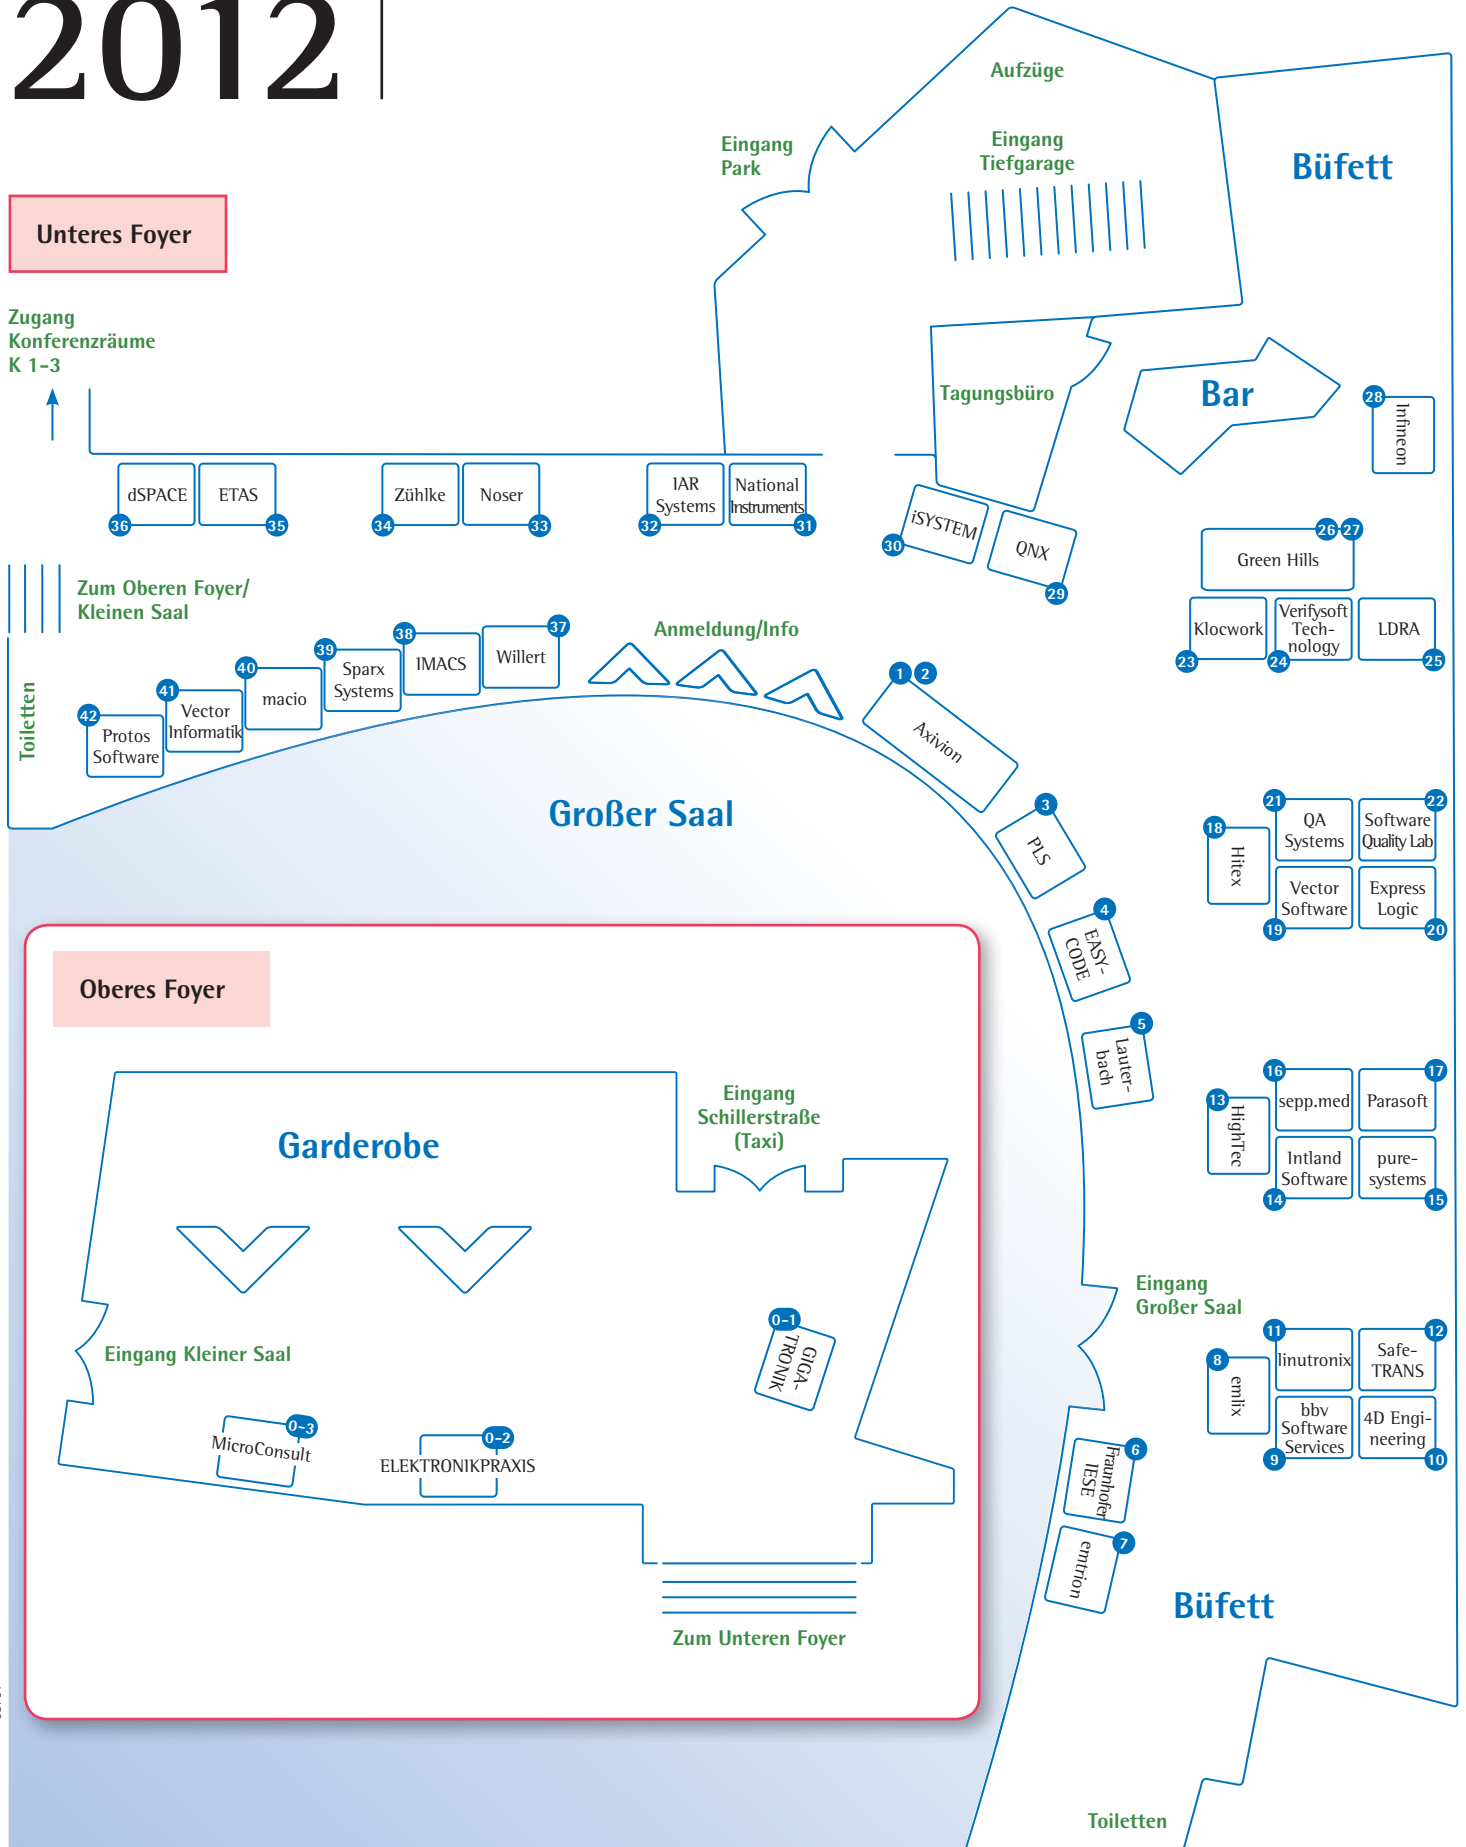 2012
Unteres Foyer
Zugang
Konferenzräume
K 1-3
Aufzüge
Eingang
Park
Eingang
Tiefgarage
Büfett
Tagungsbüro
Bar
28
Infineon
dSPACE
36
ETAS
35
Zühlke
34
Noser
33
IAR
Systems
32
National
Instruments
31
iSYSTEM
30
QNX
29
26
27
Green Hills
Klocwork
23
Verifysoft
Tech-
nology
24
LDRA
25
Zum Oberen Foyer/
Kleinen Saal
Toiletten
42
Protos
Software
41
Vector
Informatik
40
macio
39
Sparx
Systems
38
IMACS
37
Willert
Anmeldung/Info
1
2
Axivion
Großer Saal
3
PLS
4
EASY-
CODE
5
Lauter-
bach
18
Hitex
21
QA
Systems
22
Software
Quality Lab
Vector
Software
19
Express
Logic
20
13
HighTec
16
sepp.med
17
Parasoft
Intland
Software
14
pure-
systems
15
Eingang
Großer Saal
8
emlix
11
linutronix
12
Safe-
TRANS
bbv
Software
Services
9
4D Engi-
neering
10
6
Fraunhofer
IESE
7
emtrion
Büfett
Toiletten
Oberes Foyer
Garderobe
Eingang
Schillerstraße
(Taxi)
Eingang Kleiner Saal
0-1
GIGA-
TRONIK
0-3
MicroConsult
0-2
ELEKTRONIKPRAXIS
Zum Unteren Foyer